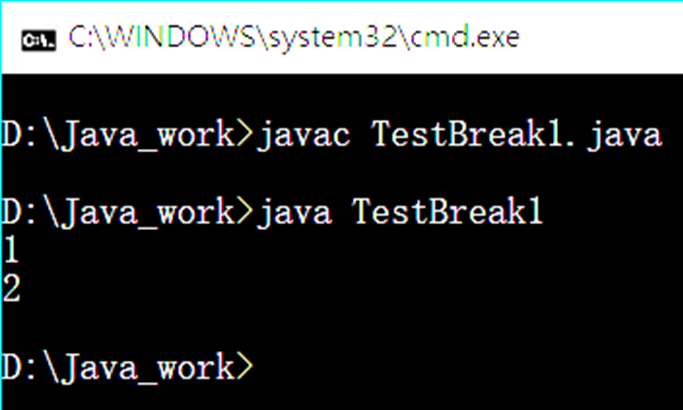 C:\WINDOWS\system32\cmd.exe
D:\Java_work>javac TestBreak1.java
D:\Java_work>java TestBreak1
1
2
D:\Java_work>